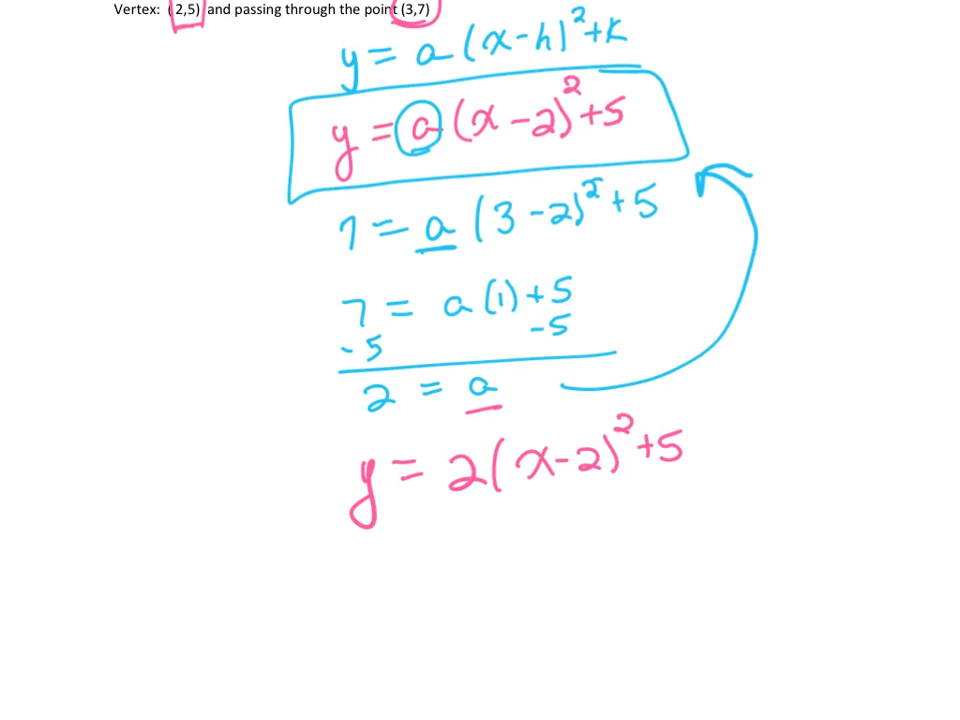 Vertex: (2,5) and passing through the point (3,7)
y = a(x-h)²+k
y = a(x-2)²+5
7 = a(3-2)²+5
7 = a(1)+5
-5 -5
2 = a
y = 2(x-2)²+5